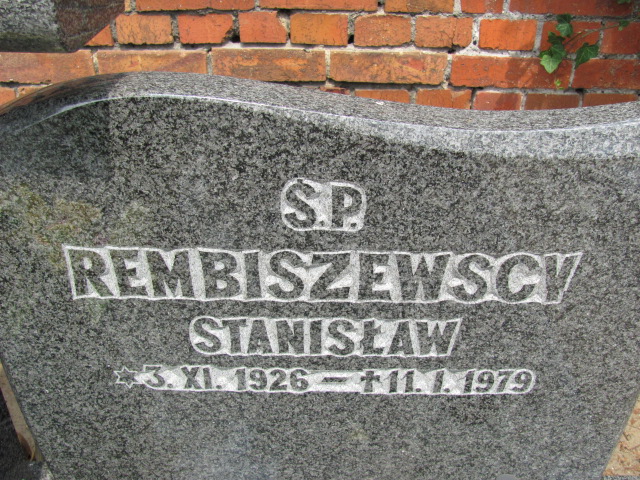 Ś.P.
REMBISZEWSCY
STANISŁAW
3. XI. 1926 – ✝ 11. I. 1979